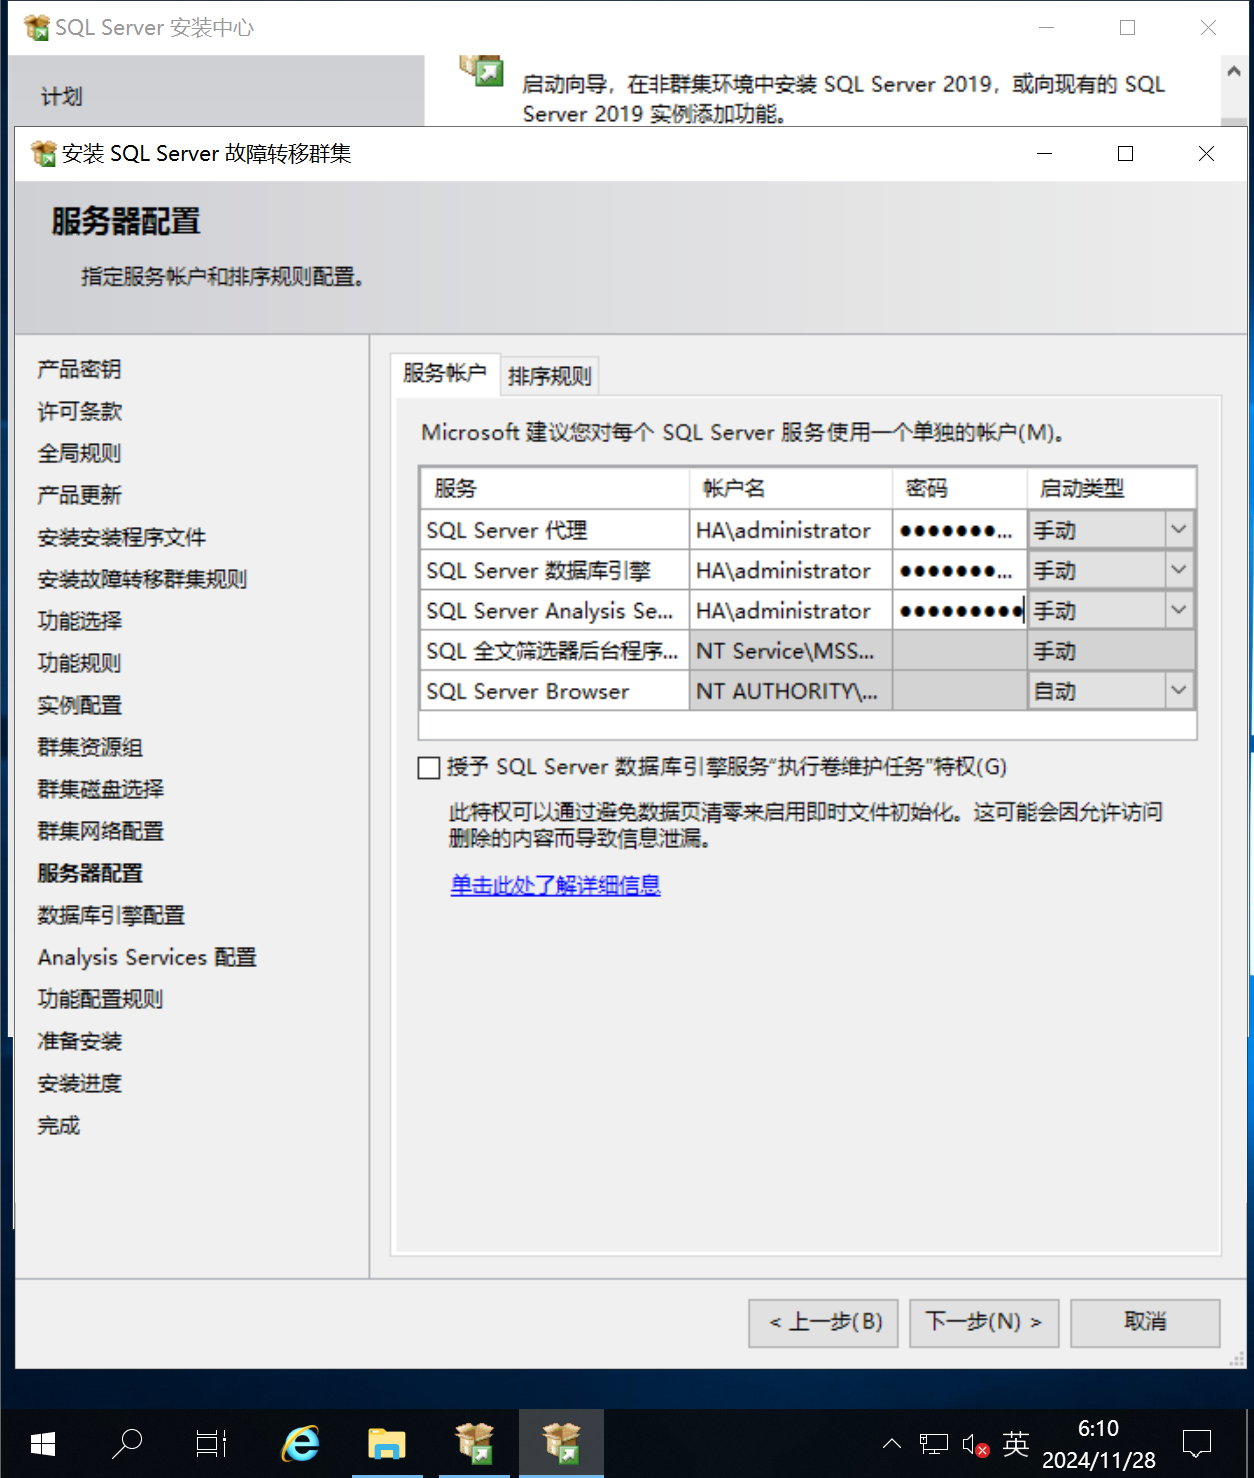 SQL Server 安装中心
计划
启动向导，在非群集环境中安装 SQL Server 2019，或向现有的 SQL
Server 2019 实例添加功能。
安装 SQL Server 故障转移群集
服务器配置
指定服务帐户和排序规则配置。
产品密钥
许可条款
全局规则
产品更新
安装安装程序文件
安装故障转移群集规则
功能选择
功能规则
实例配置
群集资源组
群集磁盘选择
群集网络配置
服务器配置
数据库引擎配置
Analysis Services 配置
功能配置规则
准备安装
安装进度
完成
服务帐户 排序规则
Microsoft 建议您对每个 SQL Server 服务使用一个单独的帐户(M)。
服务 帐户名 密码 启动类型
SQL Server 代理 HA\administrator ●●●●●●●... 手动
SQL Server 数据库引擎 HA\administrator ●●●●●●●... 手动
SQL Server Analysis Se... HA\administrator ●●●●●●●●● 手动
SQL 全文筛选器后台程序... NT Service\MSS... 手动
SQL Server Browser NT AUTHORITY\... 自动
授予 SQL Server 数据库引擎服务“执行卷维护任务”特权(G)
此特权可以通过避免数据页清零来启用即时文件初始化。这可能会因允许访问
删除的内容而导致信息泄漏。
单击此处了解详细信息
< 上一步(B) 下一步(N) > 取消
英
6:10
2024/11/28